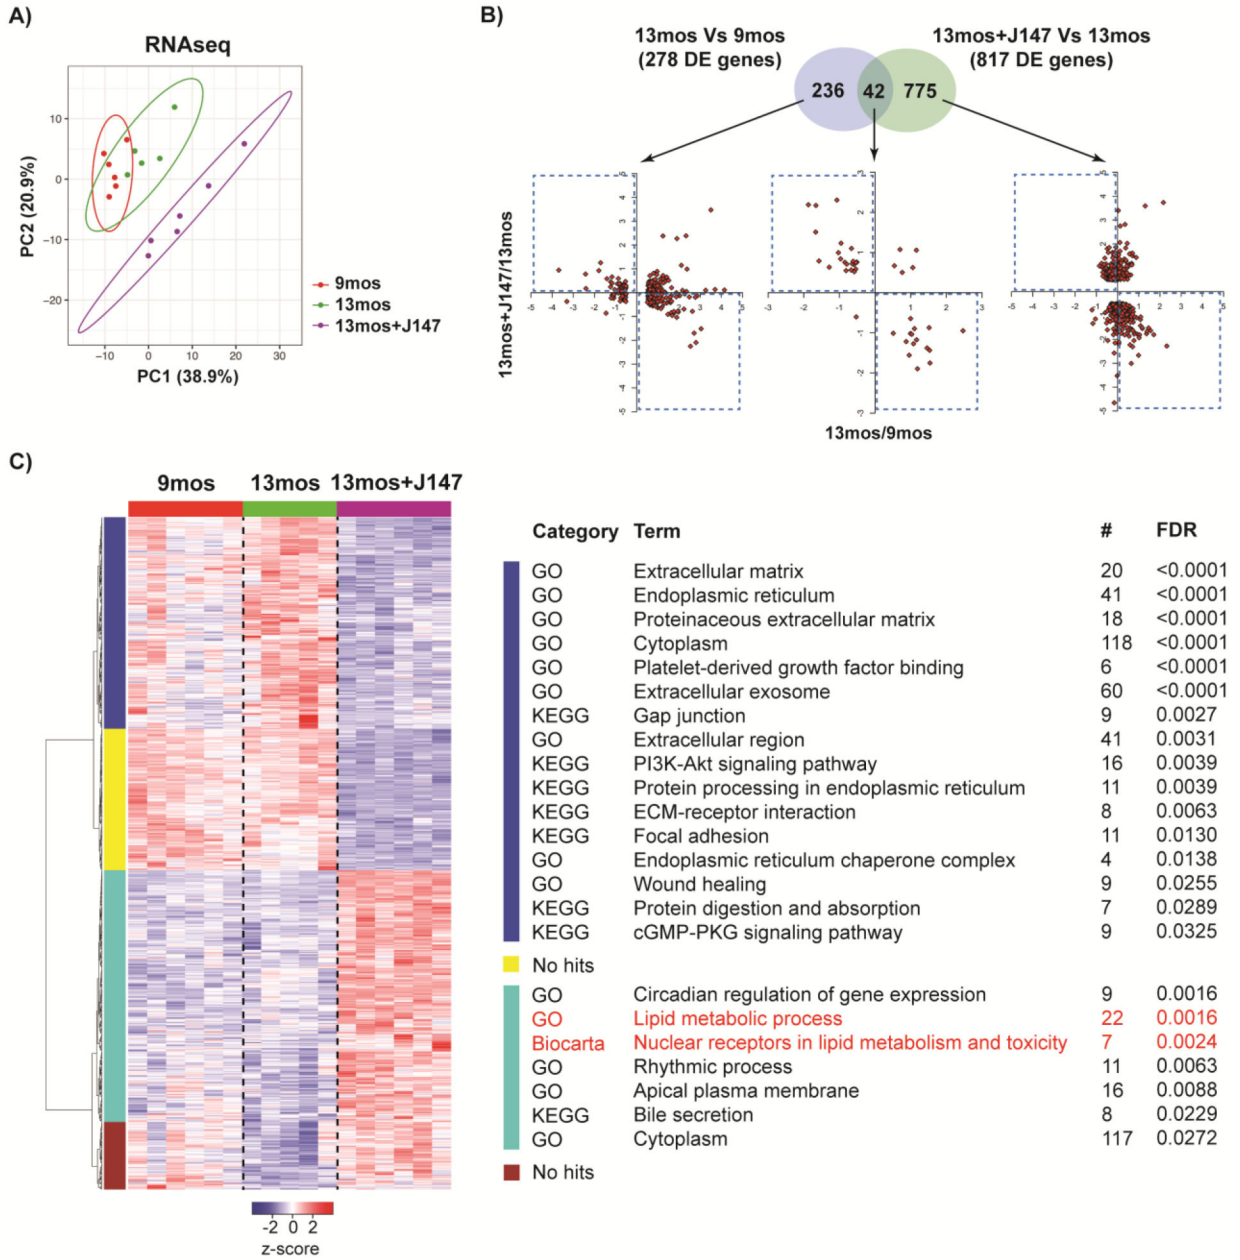 A)
RNAseq
10
0
−10
−20
−10 0 10 20 30
PC2 (20.9%)
PC1 (38.9%)
9mos
13mos
13mos+J147
B)
13mos Vs 9mos
(278 DE genes)
13mos+J147 Vs 13mos
(817 DE genes)
236 42 775
13mos+J147/13mos
13mos/9mos
C)
9mos 13mos 13mos+J147
-2 0 2
z-score
Category Term # FDR
GO Extracellular matrix 20 <0.0001
GO Endoplasmic reticulum 41 <0.0001
GO Proteinaceous extracellular matrix 18 <0.0001
GO Cytoplasm 118 <0.0001
GO Platelet-derived growth factor binding 6 <0.0001
GO Extracellular exosome 60 <0.0001
KEGG Gap junction 9 0.0027
GO Extracellular region 41 0.0031
KEGG PI3K-Akt signaling pathway 16 0.0039
KEGG Protein processing in endoplasmic reticulum 11 0.0039
KEGG ECM-receptor interaction 8 0.0063
KEGG Focal adhesion 11 0.0130
GO Endoplasmic reticulum chaperone complex 4 0.0138
GO Wound healing 9 0.0255
KEGG Protein digestion and absorption 7 0.0289
KEGG cGMP-PKG signaling pathway 9 0.0325
No hits
GO Circadian regulation of gene expression 9 0.0016
GO Lipid metabolic process 22 0.0016
Biocarta Nuclear receptors in lipid metabolism and toxicity 7 0.0024
GO Rhythmic process 11 0.0063
GO Apical plasma membrane 16 0.0088
KEGG Bile secretion 8 0.0229
GO Cytoplasm 117 0.0272
No hits